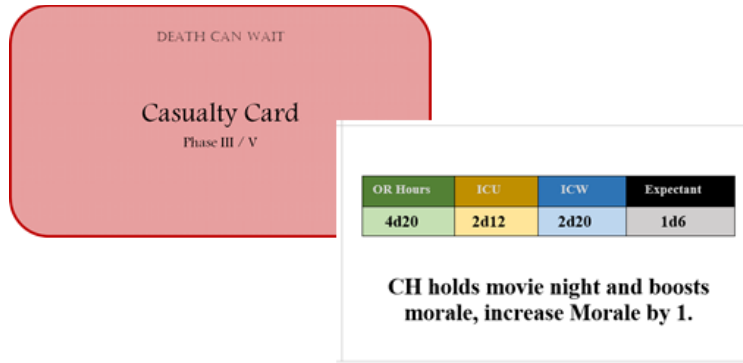 DEATH CAN WAIT
Casualty Card
Phase III / V
OR Hours ICU ICW Expectant
4d20 2d12 2d20 1d6
CH holds movie night and boosts
morale, increase Morale by 1.